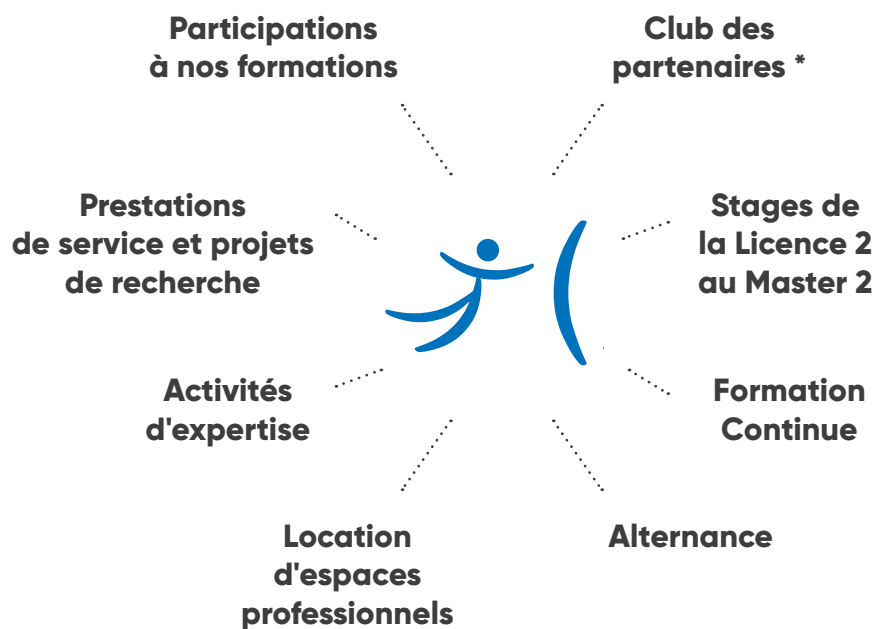 Participations
à nos formations
Club des
partenaires *
Prestations
de service et projets
de recherche
Stages de
la Licence 2
au Master 2
Activités
d'expertise
Formation
Continue
Location
d'espaces
professionnels
Alternance